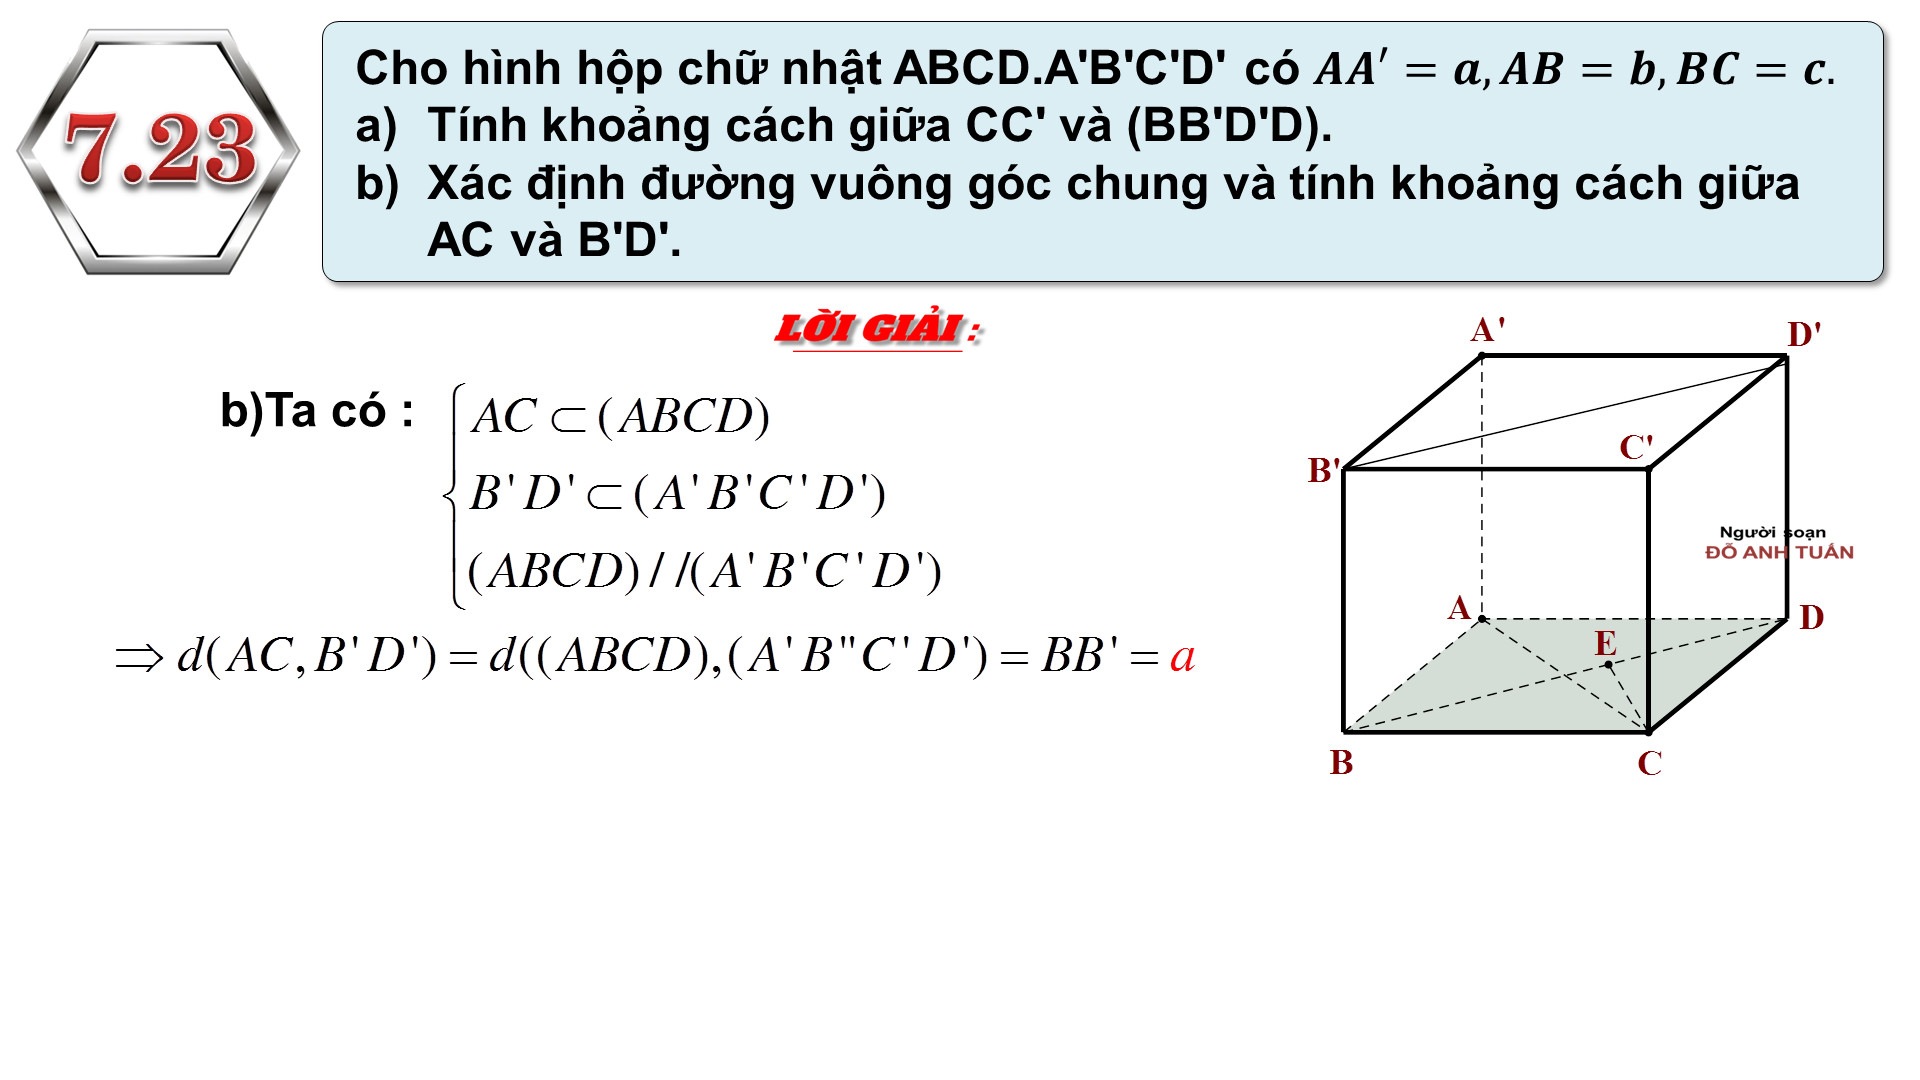 7.23
Cho hình hộp chữ nhật ABCD.A'B'C'D' có AA′ = a, AB = b, BC = c.
a) Tính khoảng cách giữa CC' và (BB'D'D).
b) Xác định đường vuông góc chung và tính khoảng cách giữa
AC và B'D'.
LỜI GIẢI :
b)Ta có :
AC ⊂ (ABCD)
B'D' ⊂ (A'B'C'D')
(ABCD) / /(A'B'C'D')
⇒ d(AC, B'D') = d((ABCD),(A'B''C'D') = BB' = a
A'
D'
C'
B'
Người soạn
ĐỖ ANH TUẤN
A
D
E
B
C